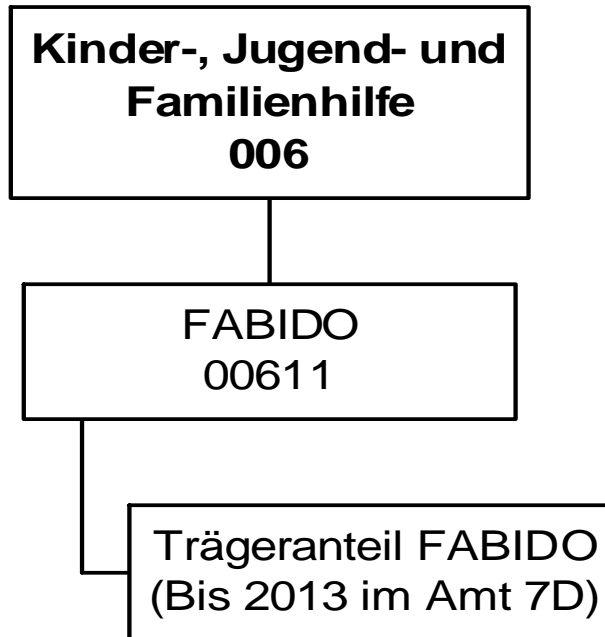 Kinder-, Jugend- und
Familienhilfe
006
FABIDO
00611
Trägeranteil FABIDO
(Bis 2013 im Amt 7D)